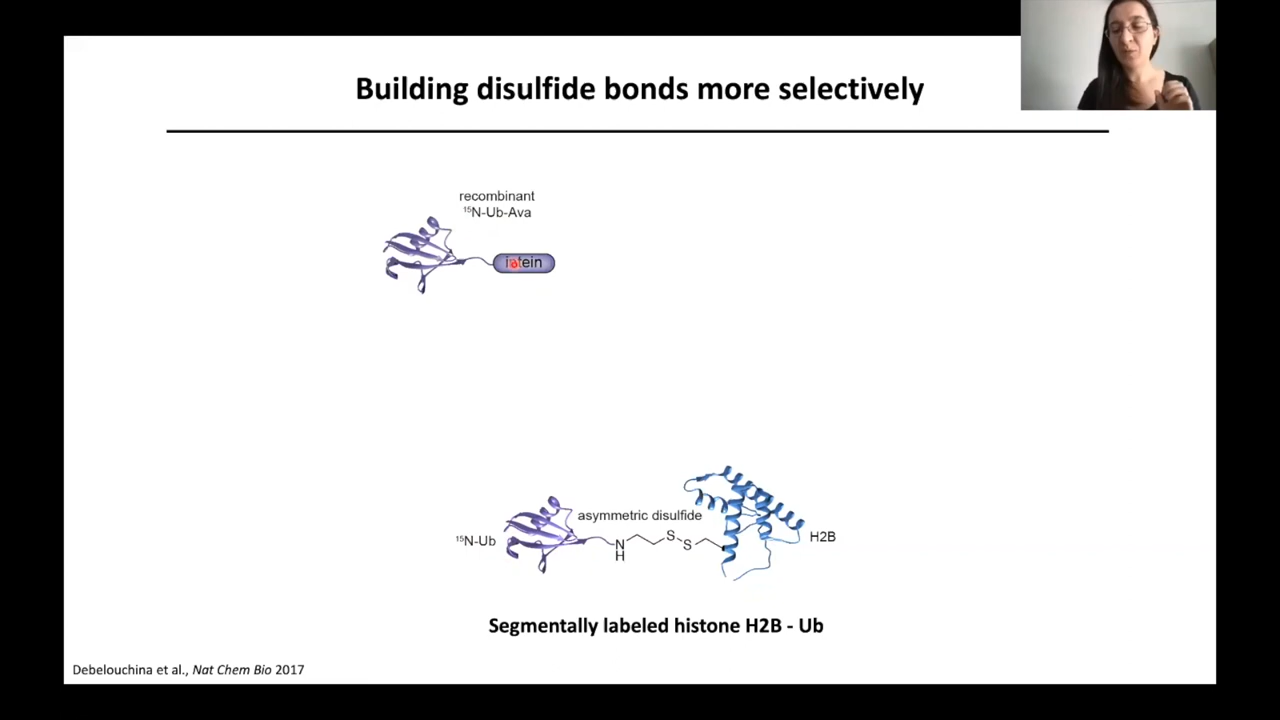 Building disulfide bonds more selectively
recombinant
¹⁵N-Ub-Ava
intein
asymmetric disulfide
¹⁵N-Ub
S
S
N
H
H2B
Segmentally labeled histone H2B - Ub
Debelouchina et al., Nat Chem Bio 2017